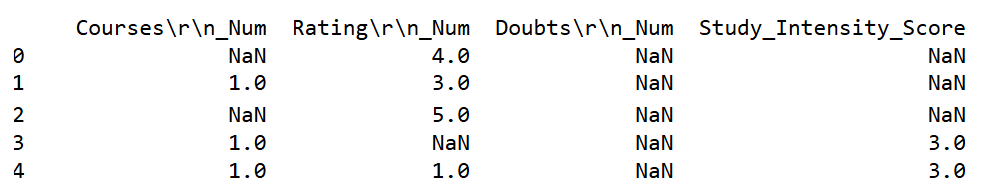 Courses\r\n_Num Rating\r\n_Num Doubts\r\n_Num Study_Intensity_Score
0 NaN 4.0 NaN NaN
1 1.0 3.0 NaN NaN
2 NaN 5.0 NaN NaN
3 1.0 NaN NaN 3.0
4 1.0 1.0 NaN 3.0